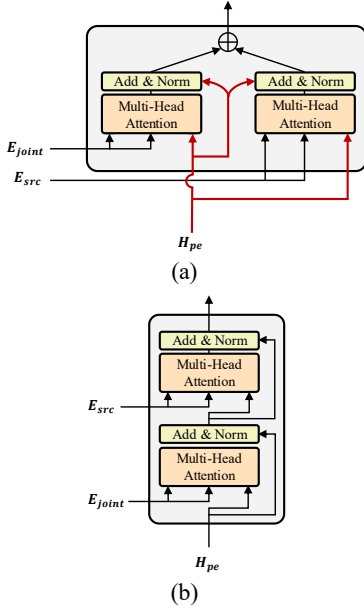 Add & Norm
Add & Norm
Multi-Head
Attention
Multi-Head
Attention
E_joint
E_src
H_pe
(a)
Add & Norm
Multi-Head
Attention
E_src
Add & Norm
Multi-Head
Attention
E_joint
H_pe
(b)